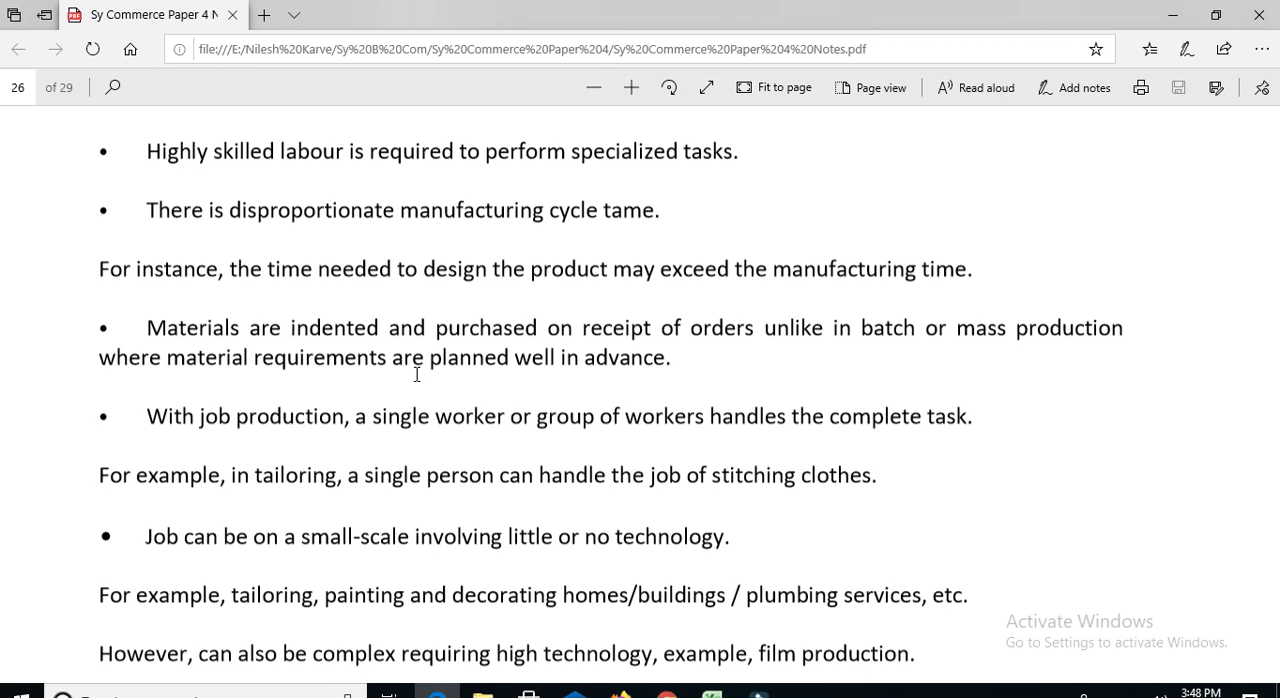 Sy Commerce Paper 4 N
file:///E:/Nilesh%20Karve/Sy%20B%20Com/Sy%20Commerce%20Paper%204/Sy%20Commerce%20Paper%204%20Notes.pdf
26 of 29 Fit to page Page view Read aloud Add notes
• Highly skilled labour is required to perform specialized tasks.
• There is disproportionate manufacturing cycle tame.
For instance, the time needed to design the product may exceed the manufacturing time.
• Materials are indented and purchased on receipt of orders unlike in batch or mass production
where material requirements are planned well in advance.
• With job production, a single worker or group of workers handles the complete task.
For example, in tailoring, a single person can handle the job of stitching clothes.
• Job can be on a small-scale involving little or no technology.
For example, tailoring, painting and decorating homes/buildings / plumbing services, etc.
Activate Windows
Go to Settings to activate Windows.
However, can also be complex requiring high technology, example, film production.
3:48 PM